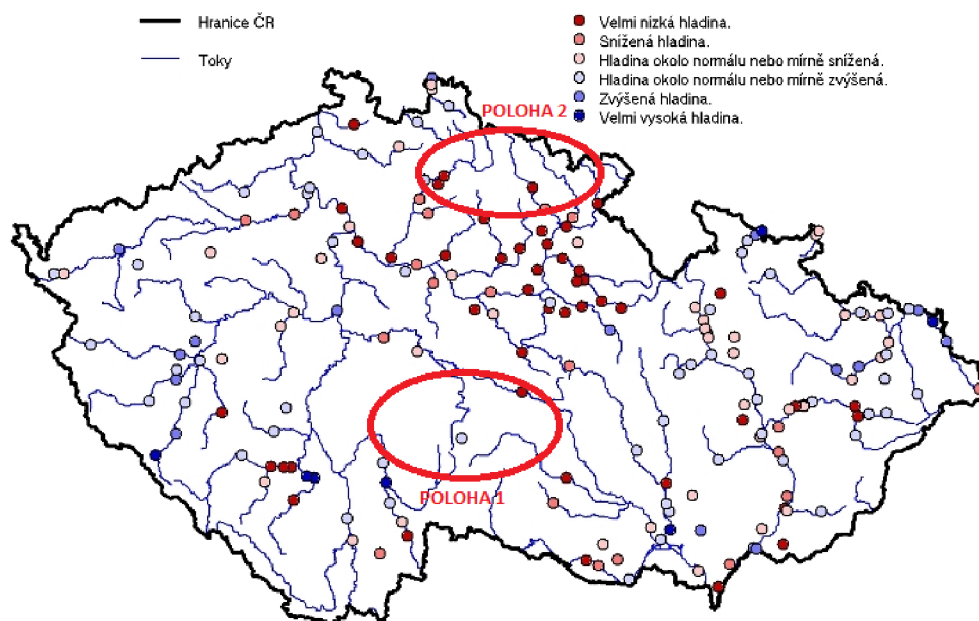 Hranice ČR
Toky
Velmi nízká hladina.
Snížená hladina.
Hladina okolo normálu nebo mírně snížená.
Hladina okolo normálu nebo mírně zvýšená.
Zvýšená hladina.
Velmi vysoká hladina.
POLOHA 2
POLOHA 1